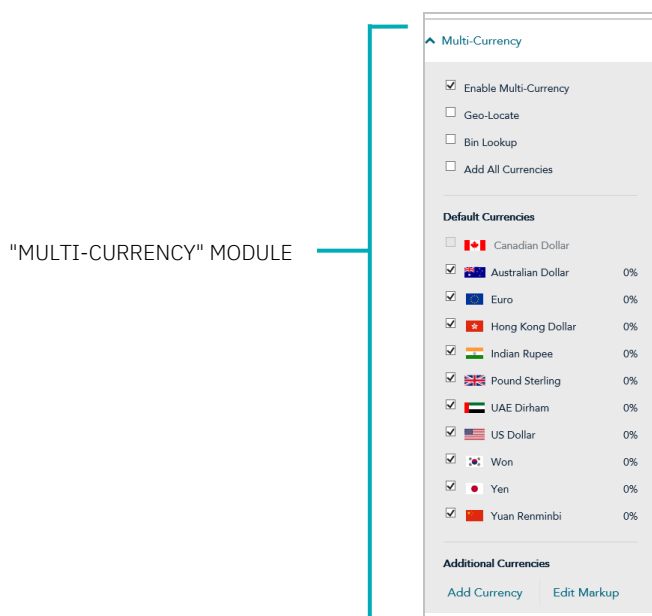 "MULTI-CURRENCY" MODULE
Multi-Currency
Enable Multi-Currency
Geo-Locate
Bin Lookup
Add All Currencies
Default Currencies
Canadian Dollar
Australian Dollar 0%
Euro 0%
Hong Kong Dollar 0%
Indian Rupee 0%
Pound Sterling 0%
UAE Dirham 0%
US Dollar 0%
Won 0%
Yen 0%
Yuan Renminbi 0%
Additional Currencies
Add Currency Edit Markup